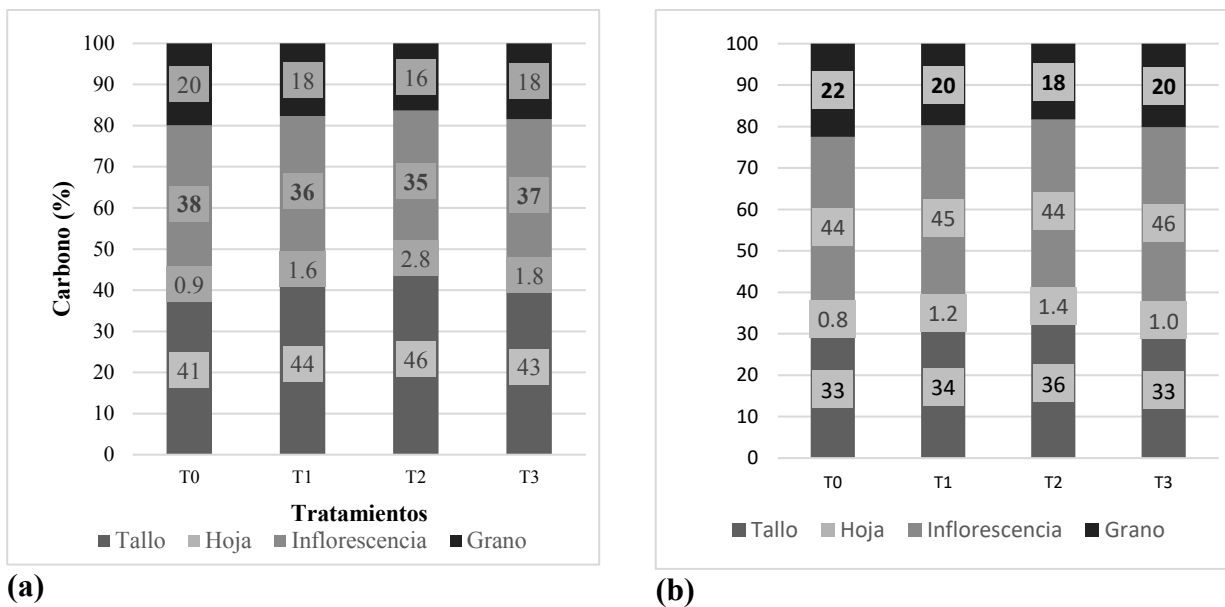 100
90
80
70
60
50
40
30
20
10
0
Carbono (%)
20 18 16 18
38 36 35 37
0.9 1.6 2.8 1.8
41 44 46 43
T0 T1 T2 T3
Tratamientos
Tallo Hoja Inflorescencia Grano
(a)
100
90
80
70
60
50
40
30
20
10
0
22 20 18 20
44 45 44 46
0.8 1.2 1.4 1.0
33 34 36 33
T0 T1 T2 T3
Tallo Hoja Inflorescencia Grano
(b)